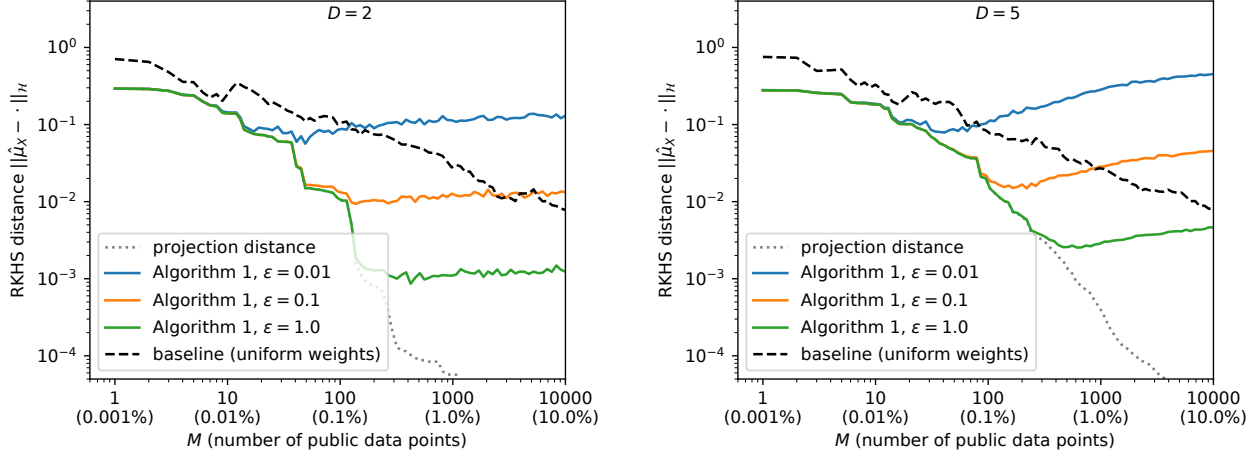 D = 2
RKHS distance ||μ̂_X − · ||_ℋ
10⁰
10⁻¹
10⁻²
10⁻³
10⁻⁴
projection distance
Algorithm 1, ε = 0.01
Algorithm 1, ε = 0.1
Algorithm 1, ε = 1.0
baseline (uniform weights)
1 10 100 1000 10000
(0.001%) (0.01%) (0.1%) (1.0%) (10.0%)
M (number of public data points)
D = 5
RKHS distance ||μ̂_X − · ||_ℋ
10⁰
10⁻¹
10⁻²
10⁻³
10⁻⁴
projection distance
Algorithm 1, ε = 0.01
Algorithm 1, ε = 0.1
Algorithm 1, ε = 1.0
baseline (uniform weights)
1 10 100 1000 10000
(0.001%) (0.01%) (0.1%) (1.0%) (10.0%)
M (number of public data points)